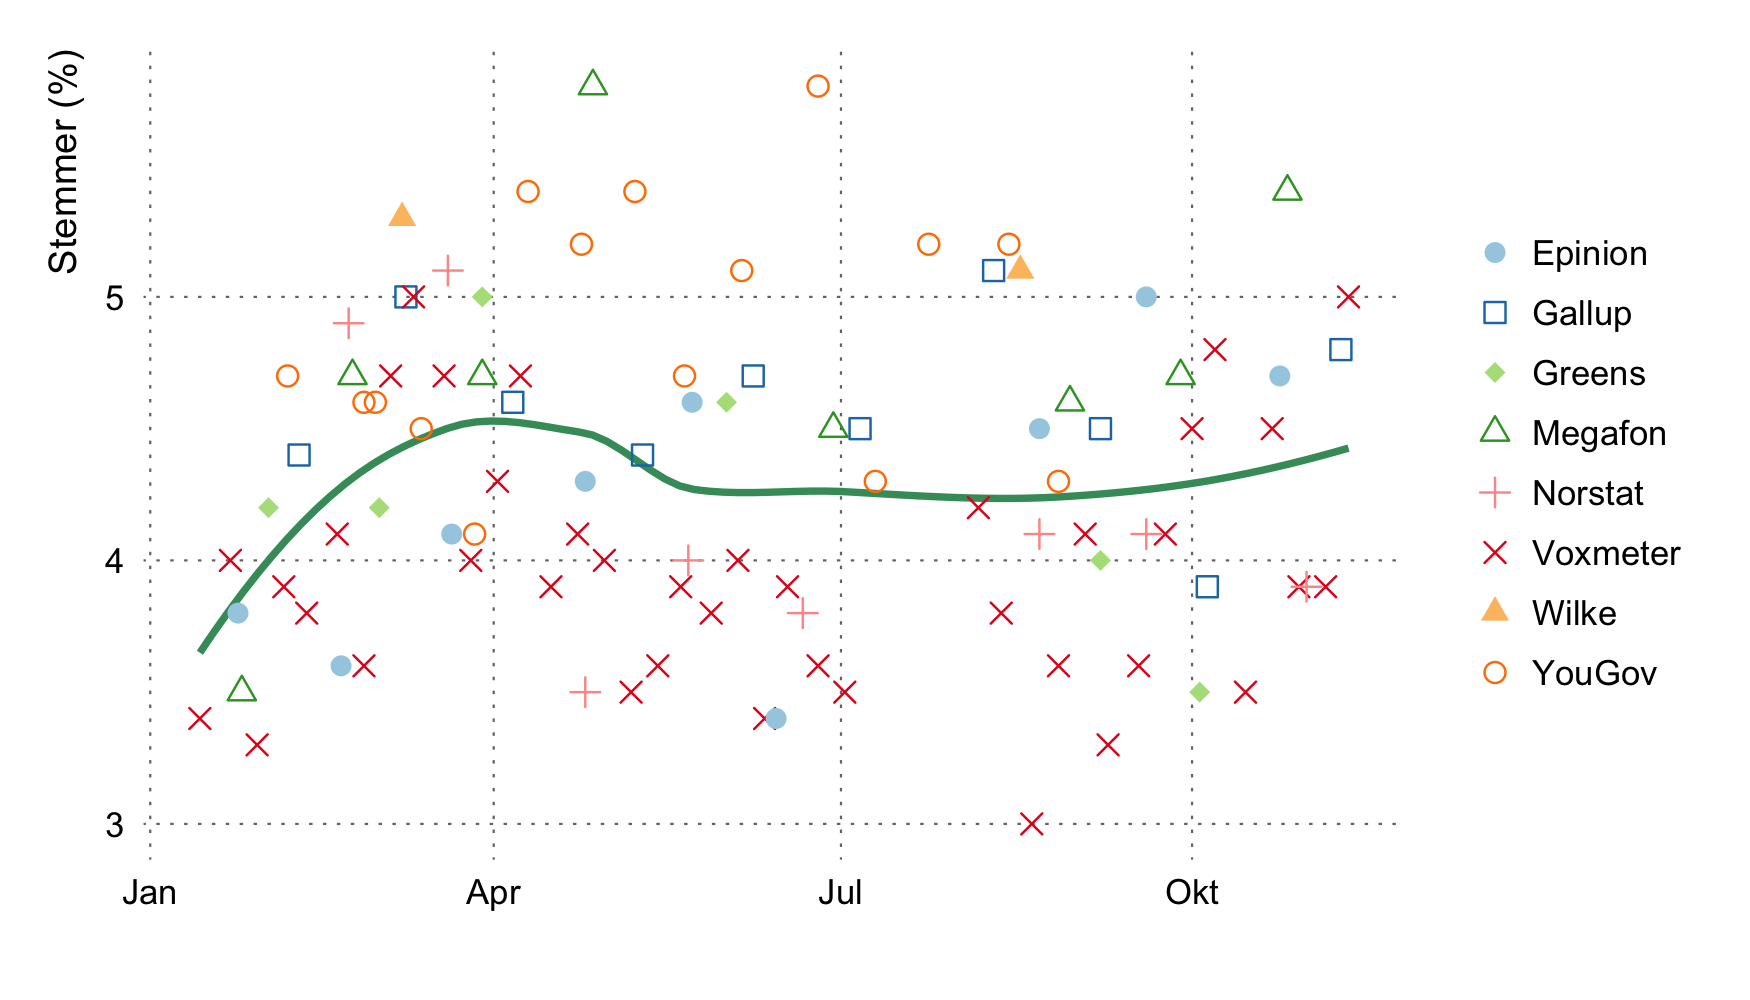 Stemmer (%)
5
4
3
Jan Apr Jul Okt
Epinion
Gallup
Greens
Megafon
Norstat
Voxmeter
Wilke
YouGov